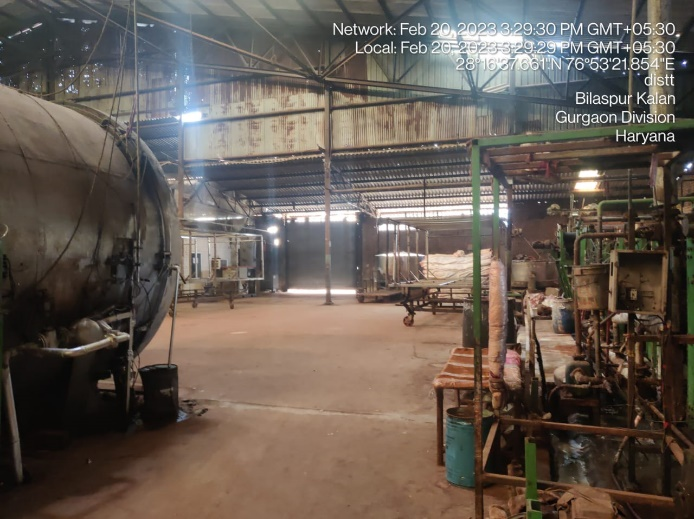 Network: Feb 20, 2023 3:29:30 PM GMT+05:30
Local: Feb 20, 2023 3:29:29 PM GMT+05:30
28°16'37.661"N 76°53'21.854"E
distt
Bilaspur Kalan
Gurgaon Division
Haryana